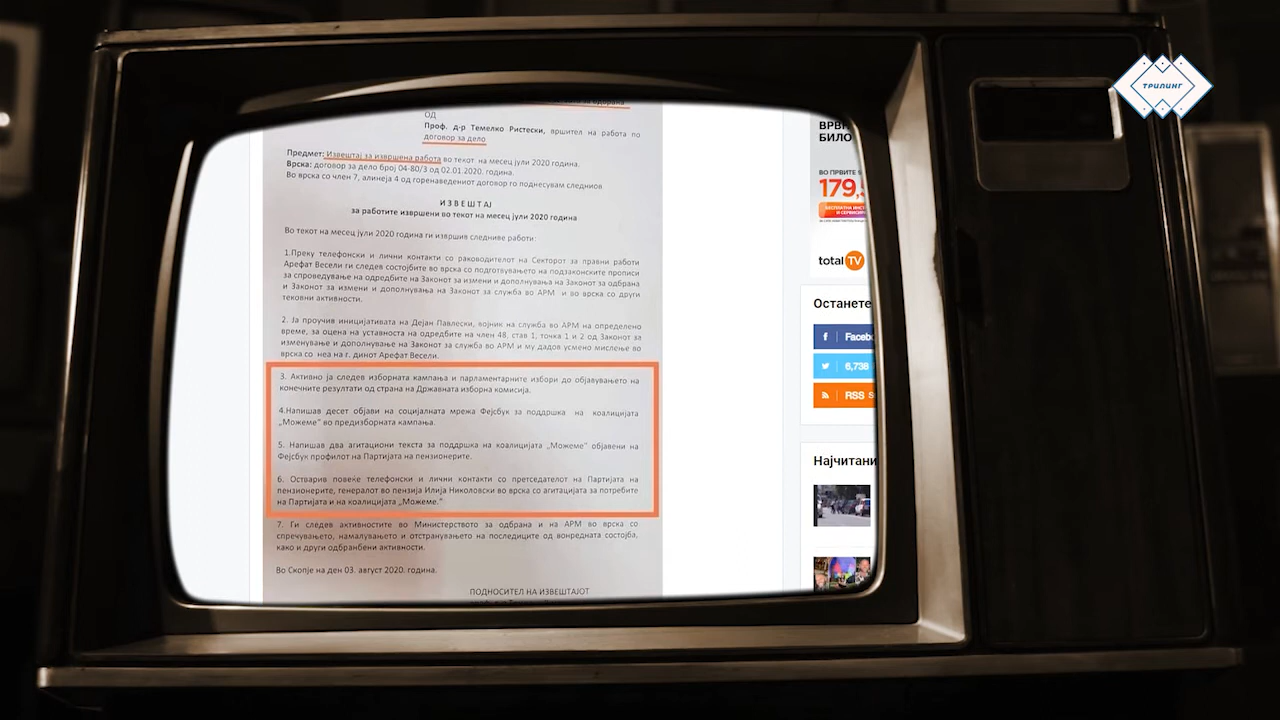 ТРИЛИНГ
за одбрана
ОД
Проф. д-р Темелко Ристески, вршител на работа по
договор за дело
Предмет: Извештај за извршена работа во текот на месец јули 2020 година.
Врска: договор за дело број 04-80/3 од 02.01.2020. година.
Во врска со член 7, алинеја 4 од горенаведениот договор го поднесувам следниов
ИЗВЕШТАЈ
за работите извршени во текот на месец јули 2020 година
Во текот на месец јули 2020 година ги извршив следниве работи:
1.Преку телефонски и лични контакти со раководителот на Секторот за правни работи
Арефат Весели ги следев состојбите во врска со подготвувањето на подзаконските прописи
за спроведување на одредбите на Законот за измени и дополнувања на Законот за одбрана
и Законот за измени и дополнувања на Законот за служба во АРМ и во врска со други
тековни активности.
2. Ја проучив иницијативата на Дејан Павлески, војник на служба во АРМ на определено
време, за оцена на уставноста на одредбите на член 48, став 1, точка 1 и 2 од Законот за
изменување и дополнување на Законот за служба во АРМ и му дадов усмено мислење во
врска со неа на г. динот Арефат Весели.
3. Активно ја следев изборната кампања и парламентарните избори до објавувањето на
конечните резултати од страна на Државната изборна комисија.
4.Напишав десет објави на социјалната мрежа Фејсбук за поддршка на коалицијата
„Можеме" во предизборната кампања.
5. Напишав два агитациони текста за поддршка на коалицијата „Можеме" објавени на
Фејсбук профилот на Партијата на пензионерите.
6. Остварив повеќе телефонски и лични контакти со претседателот на Партијата на
пензионерите, генералот во пензија Илија Николовски во врска со агитацијата за потребите
на Партијата и на коалицијата „Можеме."
7. Ги следев активностите во Министерството за одбрана и на АРМ во врска со
спречувањето, намалувањето и отстранувањето на последиците од вонредната состојба,
како и други одбранбени активности.
Во Скопје на ден 03. август 2020. година.
ПОДНОСИТЕЛ НА ИЗВЕШТАЈОТ
БИЛО
ВО ПРВИТЕ
179,
total TV
Останете
f Facebo
6,738
RSS
Најчитани